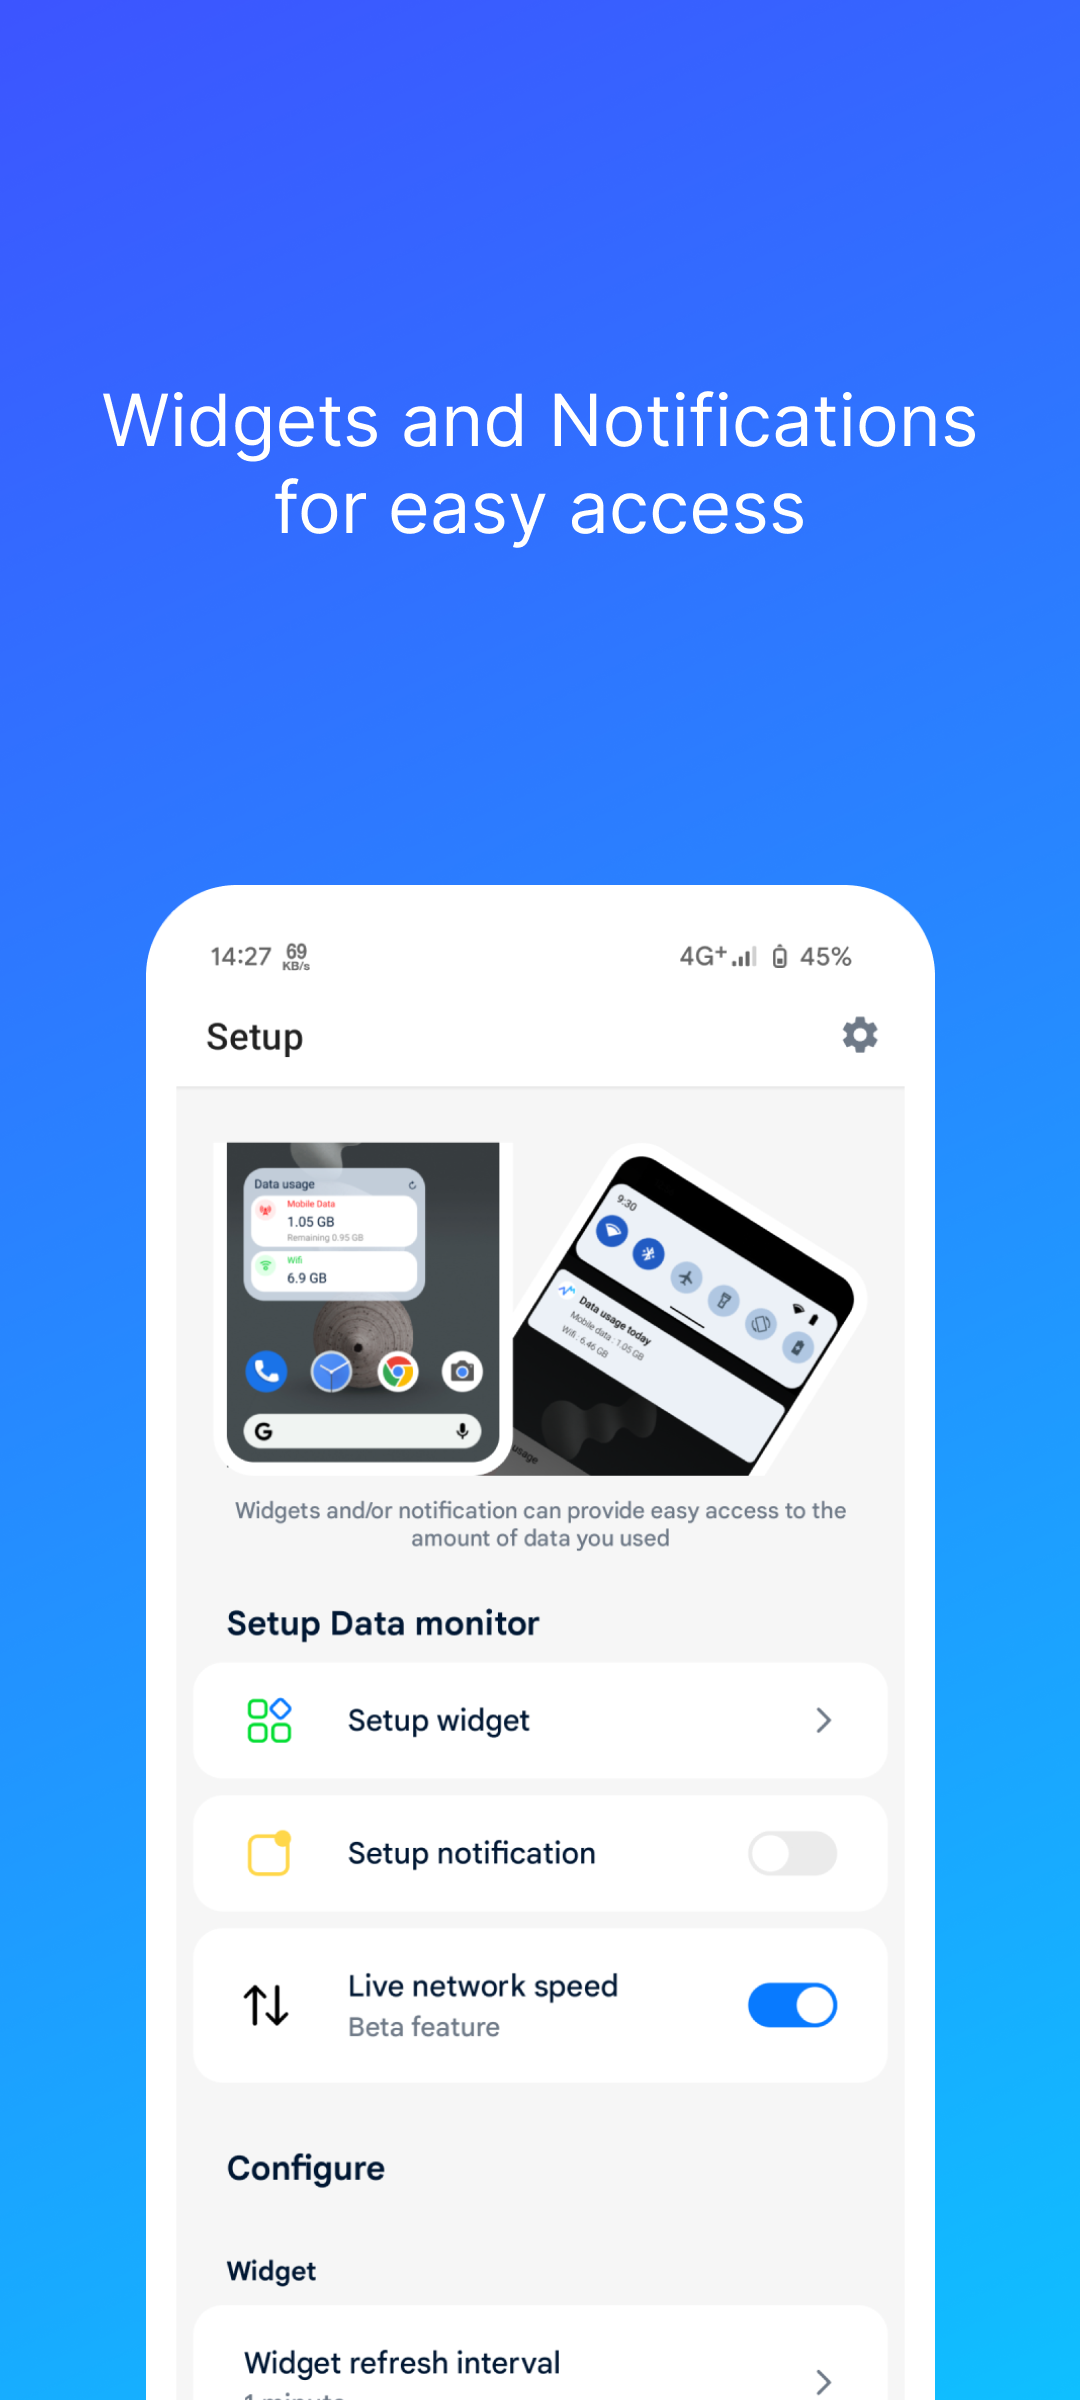 Widgets and Notifications
for easy access
14:27 69 KB/s 4G+ 45%
Setup
Data usage
Mobile Data
1.05 GB
Remaining 0.95 GB
Wifi
6.9 GB
G
9:30
Data usage today
Mobile data : 1.05 GB
Wifi : 6.46 GB
usage
Widgets and/or notification can provide easy access to the
amount of data you used
Setup Data monitor
Setup widget
Setup notification
Live network speed
Beta feature
Configure
Widget
Widget refresh interval